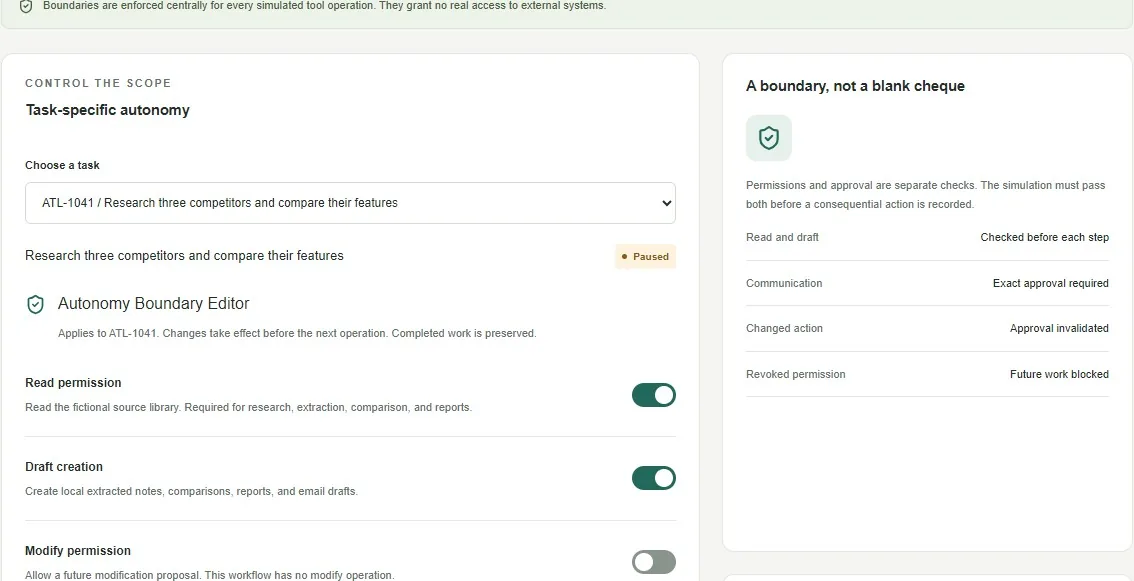 Boundaries are enforced centrally for every simulated tool operation. They grant no real access to external systems.
CONTROL THE SCOPE
Task-specific autonomy
Choose a task
ATL-1041 / Research three competitors and compare their features
Research three competitors and compare their features
Paused
Autonomy Boundary Editor
Applies to ATL-1041. Changes take effect before the next operation. Completed work is preserved.
Read permission
Read the fictional source library. Required for research, extraction, comparison, and reports.
Draft creation
Create local extracted notes, comparisons, reports, and email drafts.
Modify permission
Allow a future modification proposal. This workflow has no modify operation.
A boundary, not a blank cheque
Permissions and approval are separate checks. The simulation must pass
both before a consequential action is recorded.
Read and draft
Checked before each step
Communication
Exact approval required
Changed action
Approval invalidated
Revoked permission
Future work blocked